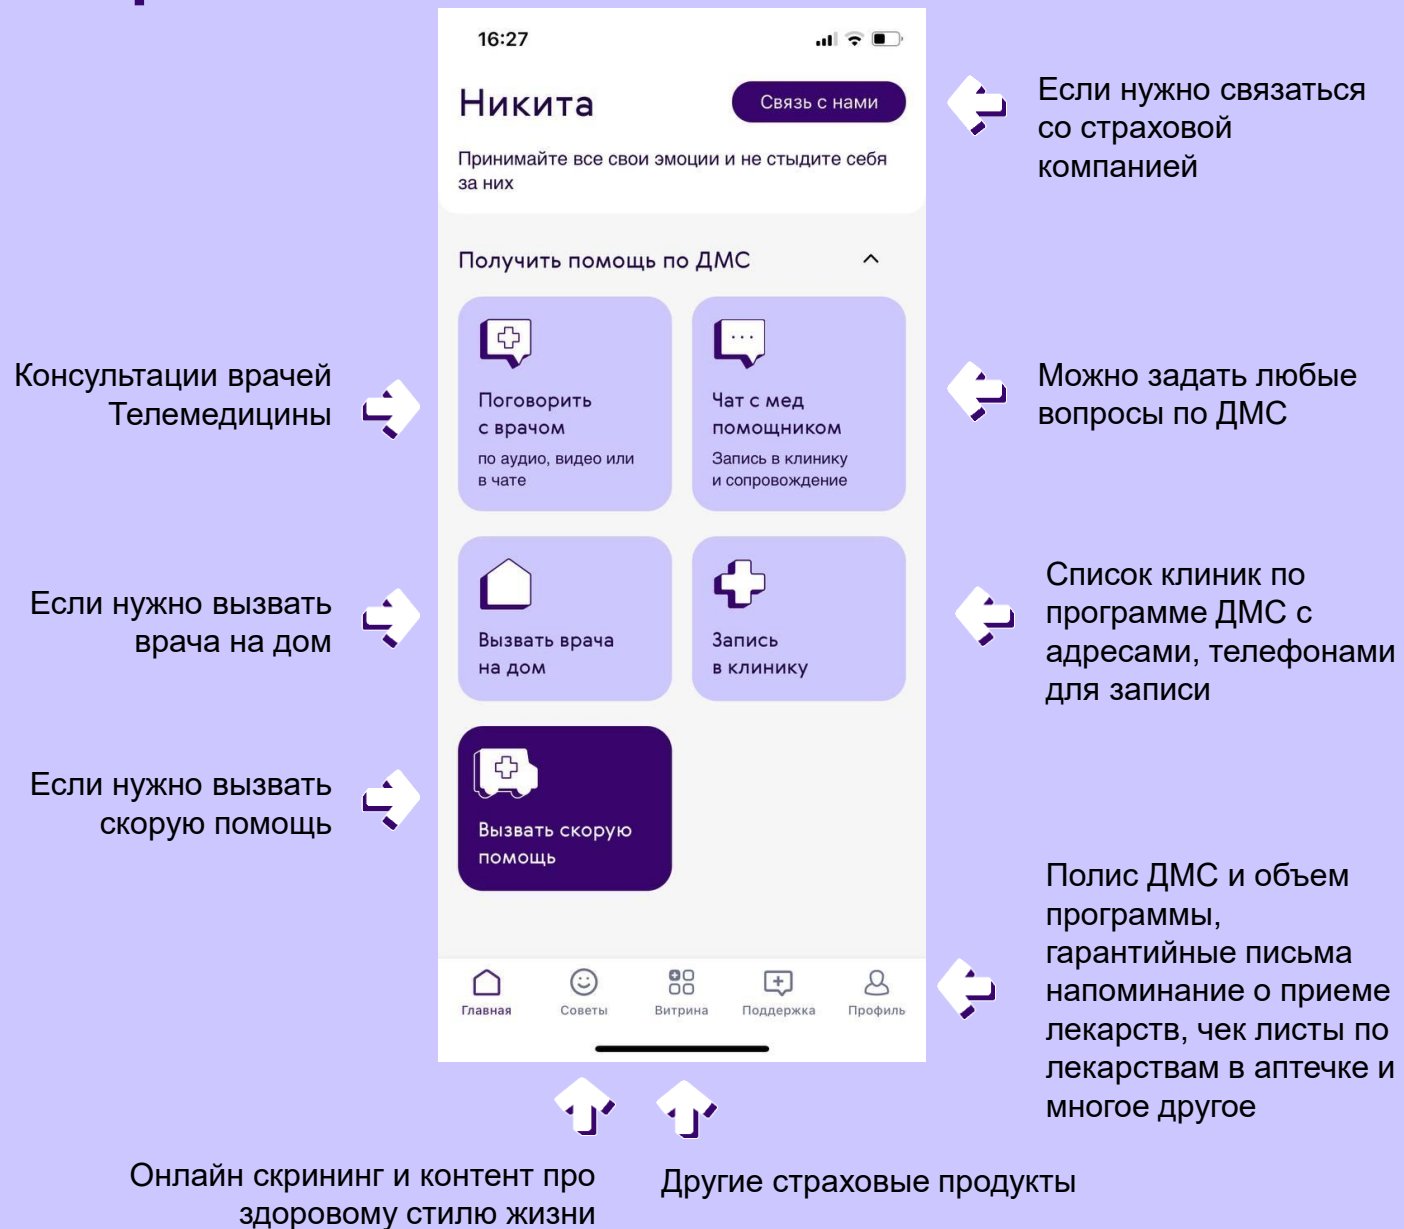 16:27
Никита
Связь с нами
Принимайте все свои эмоции и не стыдите себя
за них
Если нужно связаться
со страховой
компанией
Получить помощь по ДМС
Консультации врачей
Телемедицины
Поговорить
с врачом
по аудио, видео или
в чате
Чат с мед
помощником
Запись в клинику
и сопровождение
Можно задать любые
вопросы по ДМС
Если нужно вызвать
врача на дом
Вызвать врача
на дом
Запись
в клинику
Список клиник по
программе ДМС с
адресами, телефонами
для записи
Если нужно вызвать
скорую помощь
Вызвать скорую
помощь
Полис ДМС и объем
программы,
гарантийные письма
напоминание о приеме
лекарств, чек листы по
лекарствам в аптечке и
многое другое
Главная
Советы
Витрина
Поддержка
Профиль
Онлайн скрининг и контент про
здоровому стилю жизни
Другие страховые продукты